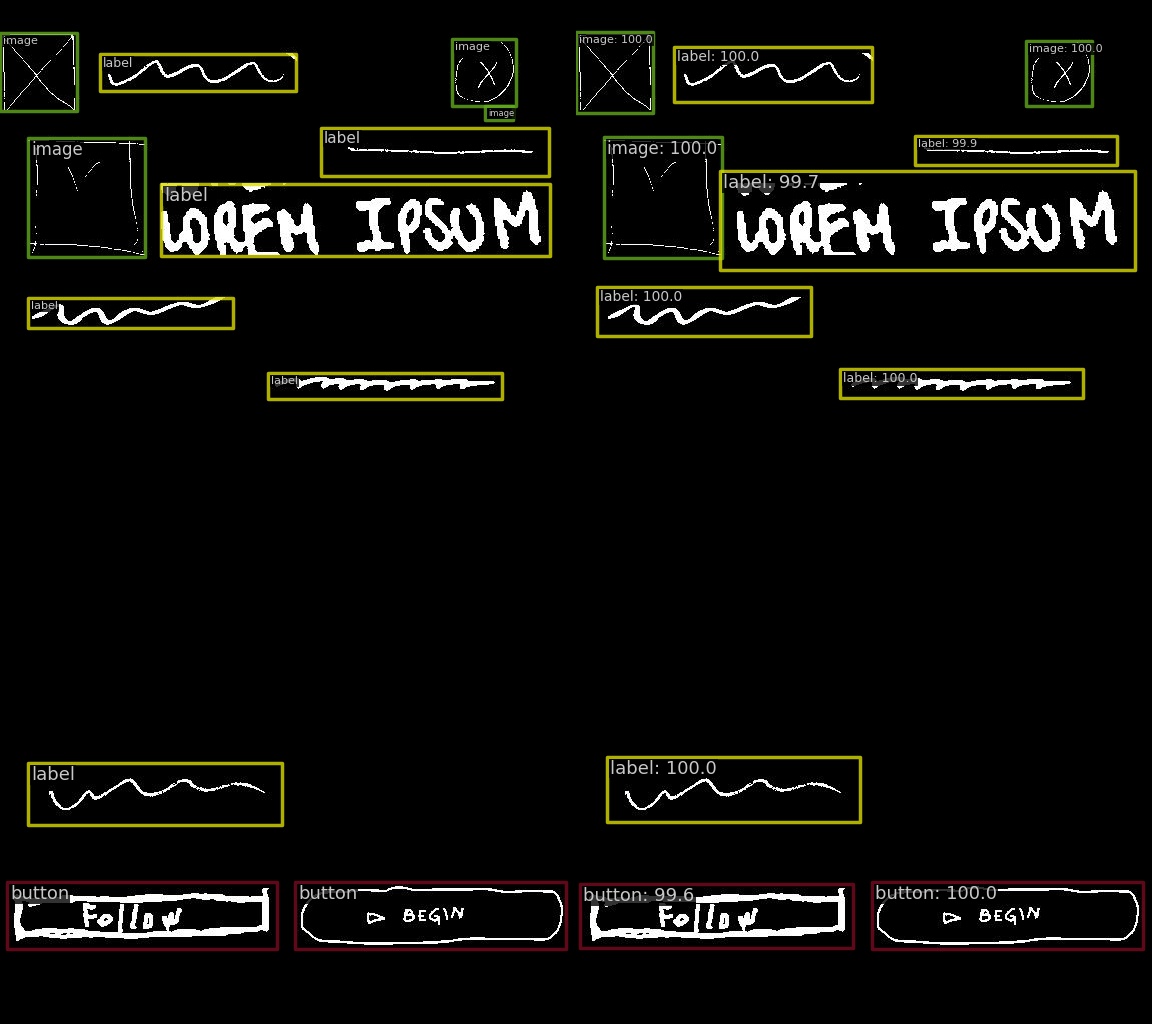 image
label
image
image: 100.0
label: 100.0
image: 100.0
image
image
label
image: 100.0
label: 99.9
label
LOREM IPSUM
label: 99.7
LOREM IPSUM
label
label: 100.0
label
label: 100.0
label
label: 100.0
button
Follow
button
BEGIN
button: 99.6
Follow
button: 100.0
BEGIN